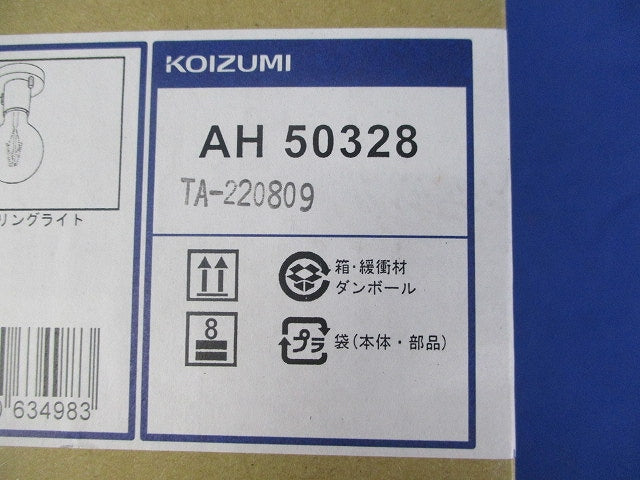 KOIZUMI
AH 50328
TA-220809
リングライト
箱・緩衝材
ダンボール
8
プラ
袋(本体・部品)
634983